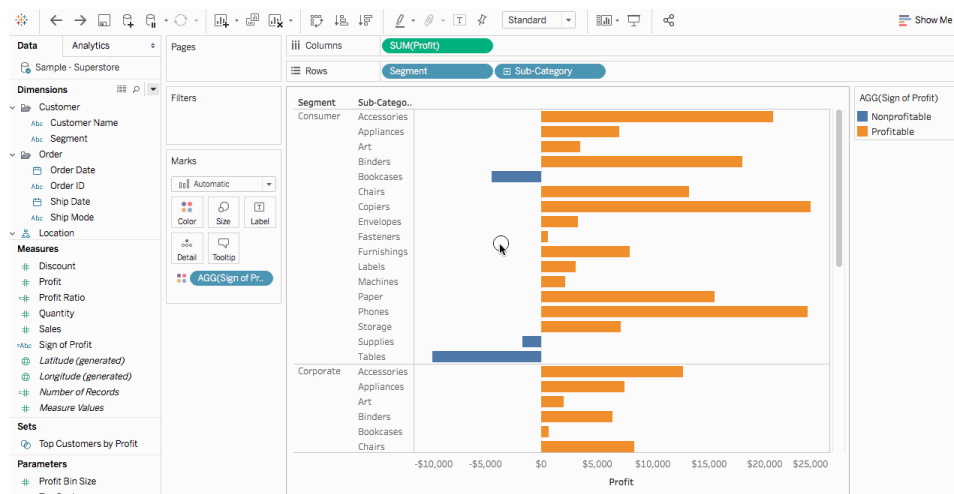 Standard
Show Me
Data
Analytics
Sample - Superstore
Dimensions
Customer
Abc Customer Name
Abc Segment
Order
Order Date
Abc Order ID
Ship Date
Abc Ship Mode
Location
Measures
# Discount
# Profit
=# Profit Ratio
# Quantity
# Sales
=Abc Sign of Profit
Latitude (generated)
Longitude (generated)
=# Number of Records
# Measure Values
Sets
Top Customers by Profit
Parameters
# Profit Bin Size
Pages
Filters
Marks
Automatic
Color Size Label
Detail Tooltip
AGG(Sign of Pr..
iii Columns
SUM(Profit)
Rows
Segment
Sub-Category
Segment Sub-Catego..
Consumer Accessories
Appliances
Art
Binders
Bookcases
Chairs
Copiers
Envelopes
Fasteners
Furnishings
Labels
Machines
Paper
Phones
Storage
Supplies
Tables
Corporate Accessories
Appliances
Art
Binders
Bookcases
Chairs
-$10,000 -$5,000 $0 $5,000 $10,000 $15,000 $20,000 $25,000
Profit
AGG(Sign of Profit)
Nonprofitable
Profitable